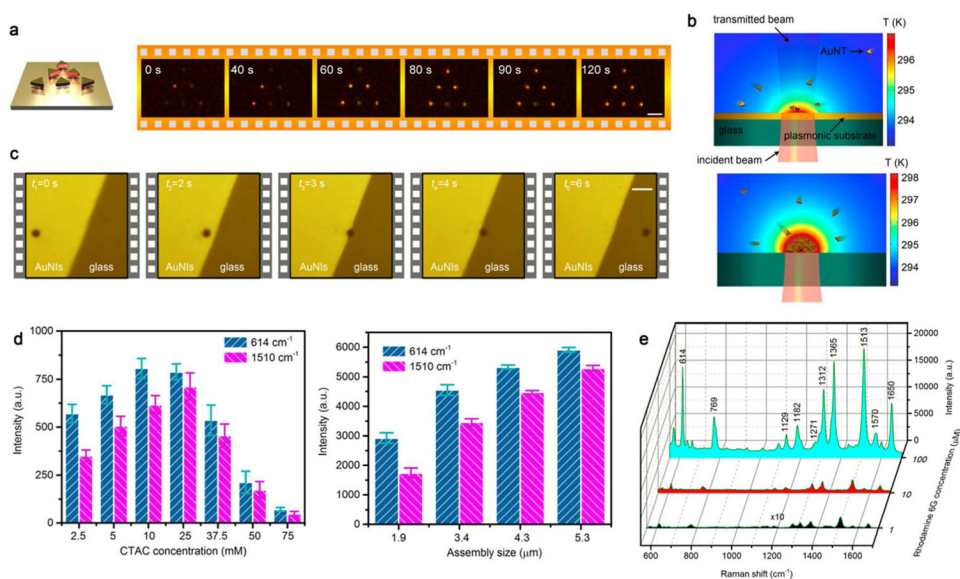 a
0 s 40 s 60 s 80 s 90 s 120 s
b
transmitted beam
AuNT
glass
plasmonic substrate
incident beam
T (K)
296
295
294
T (K)
298
297
296
295
294
c
t₁=0 s t₂=2 s t₃=3 s t₄=4 s t₅=6 s
AuNIs glass AuNIs glass AuNIs glass AuNIs glass AuNIs glass
d
614 cm⁻¹
1510 cm⁻¹
Intensity (a.u.)
1000
750
500
250
0
2.5 5 10 25 37.5 50 75
CTAC concentration (mM)
614 cm⁻¹
1510 cm⁻¹
Intensity (a.u.)
6000
5000
4000
3000
2000
1000
0
1.9 3.4 4.3 5.3
Assembly size (μm)
e
614
769
1129
1182
1271
1312
1365
1513
1570
1650
20000
15000
10000
5000
0
Intensity (a.u.)
100
10
1
x10
Rhodamine 6G concentration (μM)
600 800 1000 1200 1400 1600
Raman shift (cm⁻¹)